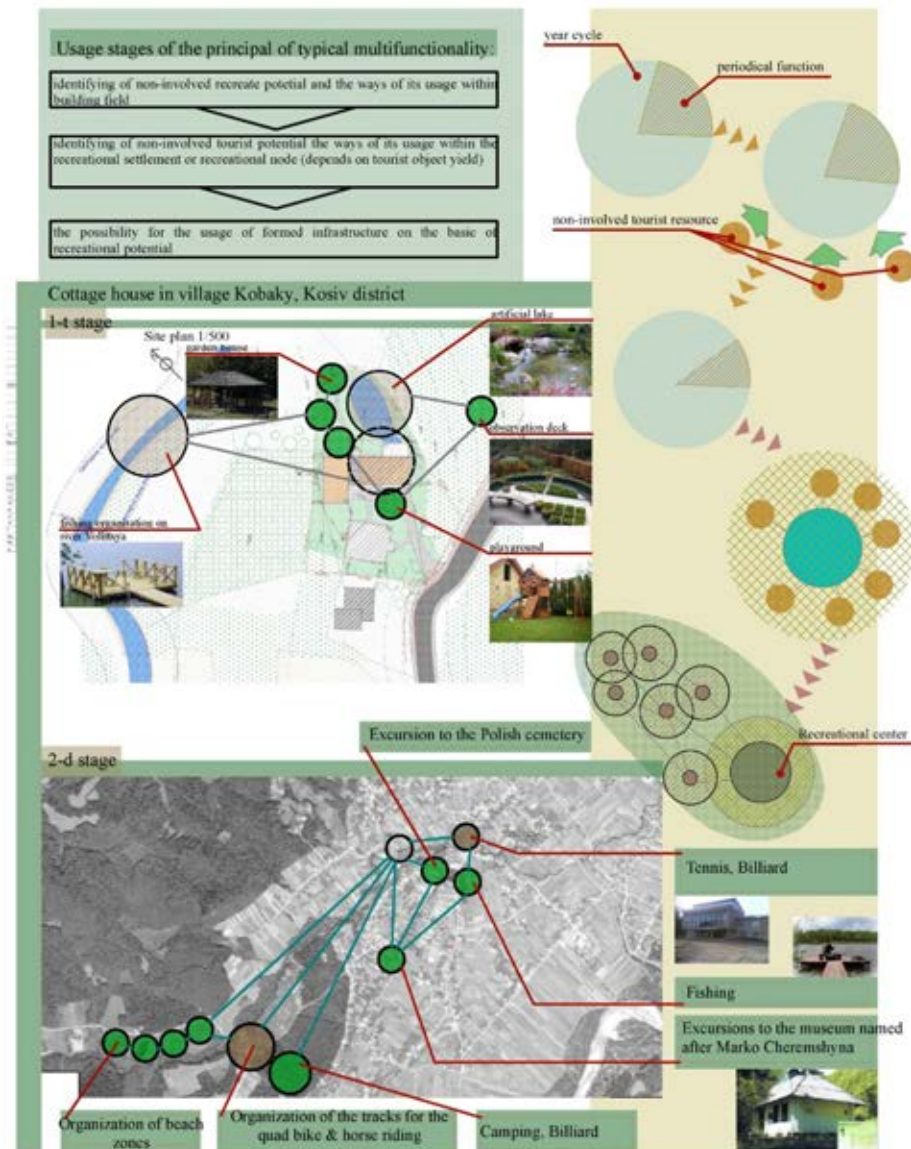 Usage stages of the principal of typical multifunctionality:
identifying of non-involved recreate potetial and the ways of its usage within
building field
identifying of non-involved tourist potential the ways of its usage within the
recreational settlement or recreational node (depends on tourist object yield)
the possibility for the usage of formed infrastructure on the basic of
recreational potential
year cycle
periodical function
non-involved tourist resource
Cottage house in village Kobaky, Kosiv district
1-t stage
Site plan 1/500
garden house
artificial lake
observation deck
fishing
on
river
playground
Recreational center
2-d stage
Excursion to the Polish cemetery
Tennis, Billiard
Fishing
Excursions to the museum named
after Marko Cheremshyna
Organization of beach
zones
Organization of the tracks for the
quad bike & horse riding
Camping, Billiard